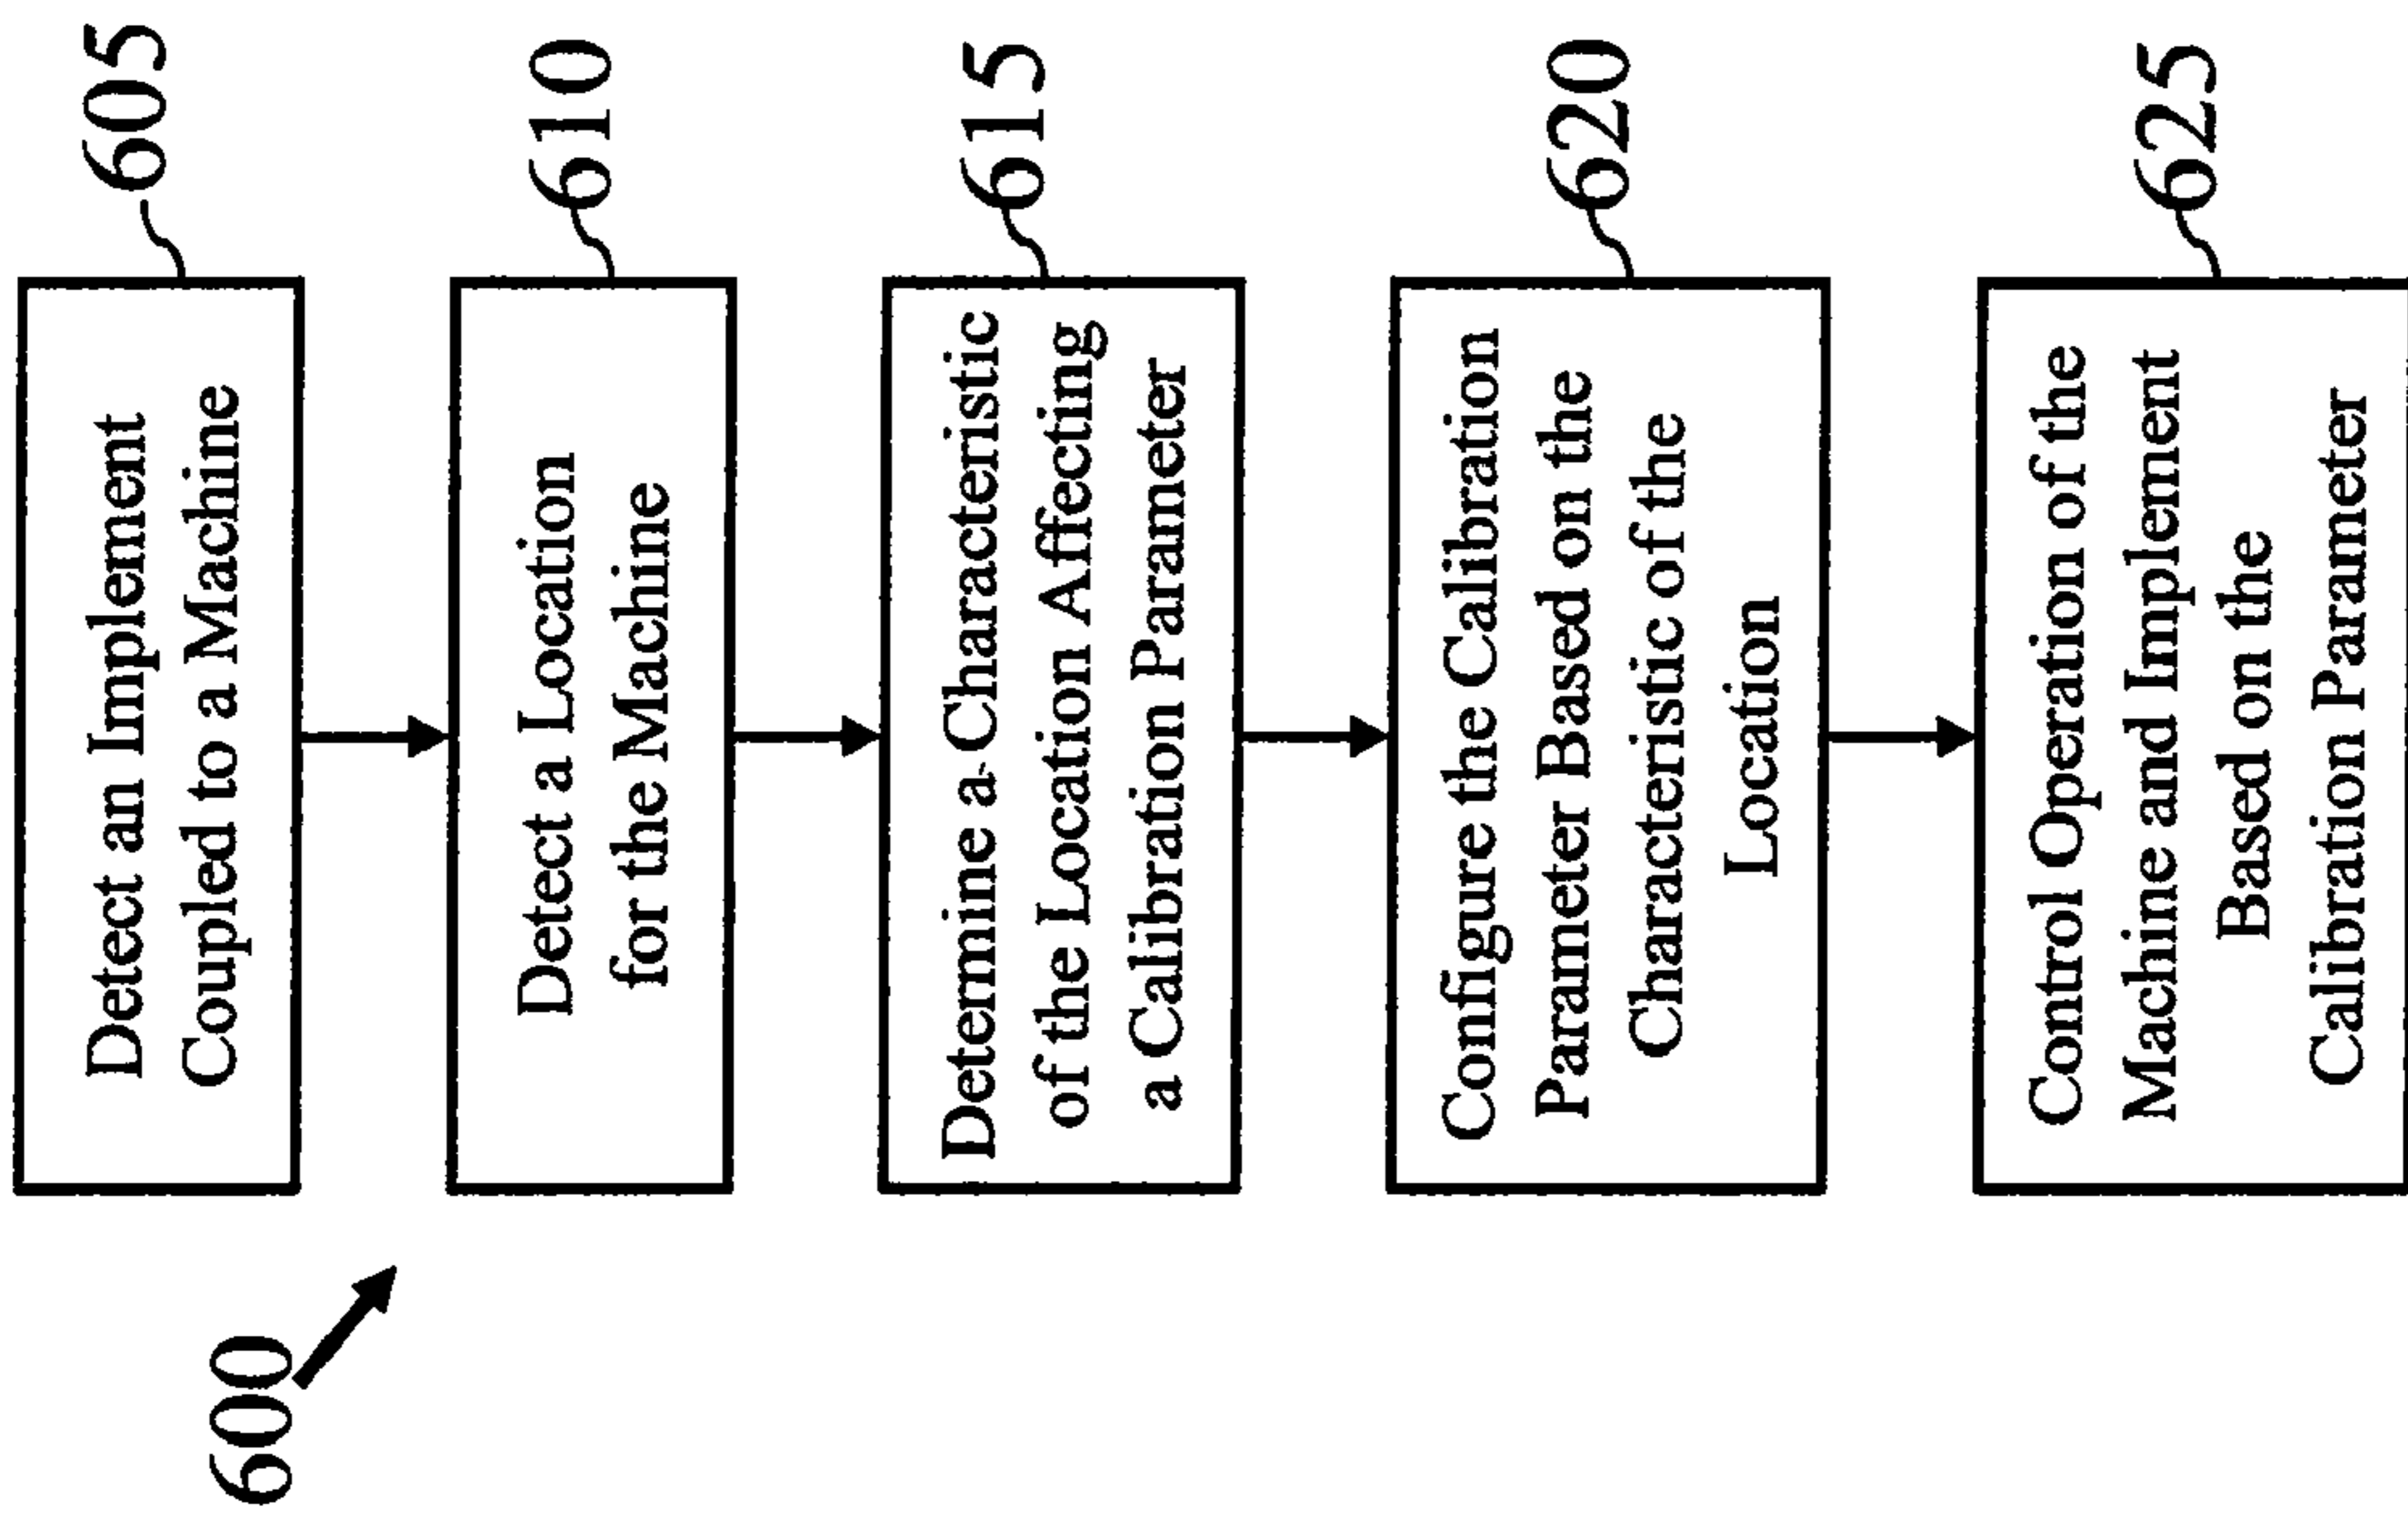 600
605
Detect an Implement
Coupled to a Machine
610
Detect a Location
for the Machine
615
Determine a Characteristic
of the Location Affecting
a Calibration Parameter
620
Configure the Calibration
Parameter Based on the
Characteristic of the
Location
625
Control Operation of the
Machine and Implement
Based on the
Calibration Parameter